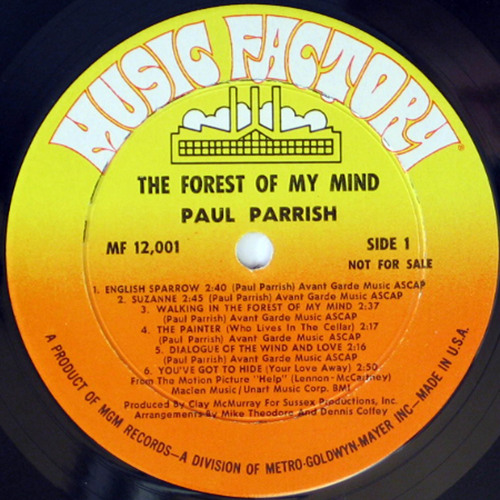 MUSIC FACTORY®
THE FOREST OF MY MIND
PAUL PARRISH
MF 12,001
SIDE 1
NOT FOR SALE
1. ENGLISH SPARROW 2:40 (Paul Parrish) Avant Garde Music ASCAP
2. SUZANNE 2:45 (Paul Parrish) Avant Garde Music ASCAP
3. WALKING IN THE FOREST OF MY MIND 2:37
(Paul Parrish) Avant Garde Music ASCAP
4. THE PAINTER (Who Lives In The Cellar) 2:17
(Paul Parrish) Avant Garde Music ASCAP
5. DIALOGUE OF THE WIND AND LOVE 2:16
(Paul Parrish) Avant Garde Music ASCAP
6. YOU'VE GOT TO HIDE (Your Love Away) 2:50
From The Motion Picture "Help" (Lennon-McCartney)
Maclen Music/Unart Music Corp. BMI
Produced By Clay McMurray For Sussex Productions, Inc.
Arrangements By Mike Theodore And Dennis Coffey
A PRODUCT OF MGM RECORDS—A DIVISION OF METRO-GOLDWYN-MAYER INC—MADE IN U.S.A.